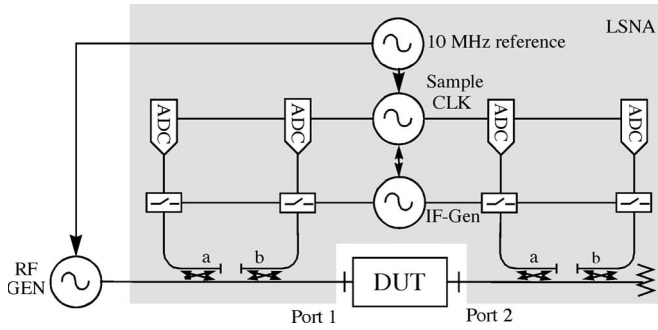 LSNA
10 MHz reference
Sample
CLK
ADC
ADC
ADC
ADC
IF-Gen
a
b
a
b
RF
GEN
DUT
Port 1
Port 2